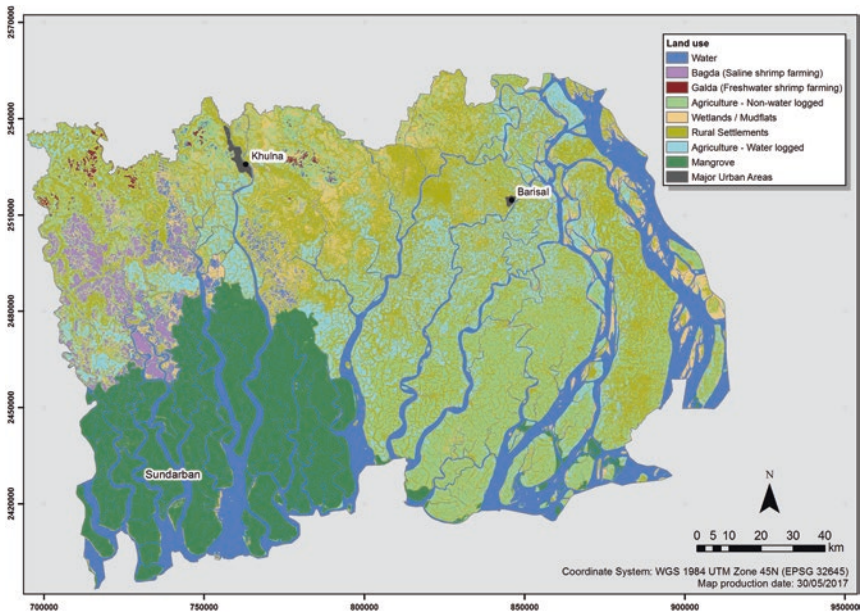 2570000
2540000
2510000
2480000
2450000
2420000
Land use
Water
Bagda (Saline shrimp farming)
Galda (Freshwater shrimp farming)
Agriculture - Non-water logged
Wetlands / Mudflats
Rural Settlements
Agriculture - Water logged
Mangrove
Major Urban Areas
Khulna
Barisal
Sundarban
N
0 5 10 20 30 40
km
Coordinate System: WGS 1984 UTM Zone 45N (EPSG 32645)
Map production date: 30/05/2017
700000 750000 800000 850000 900000 950000